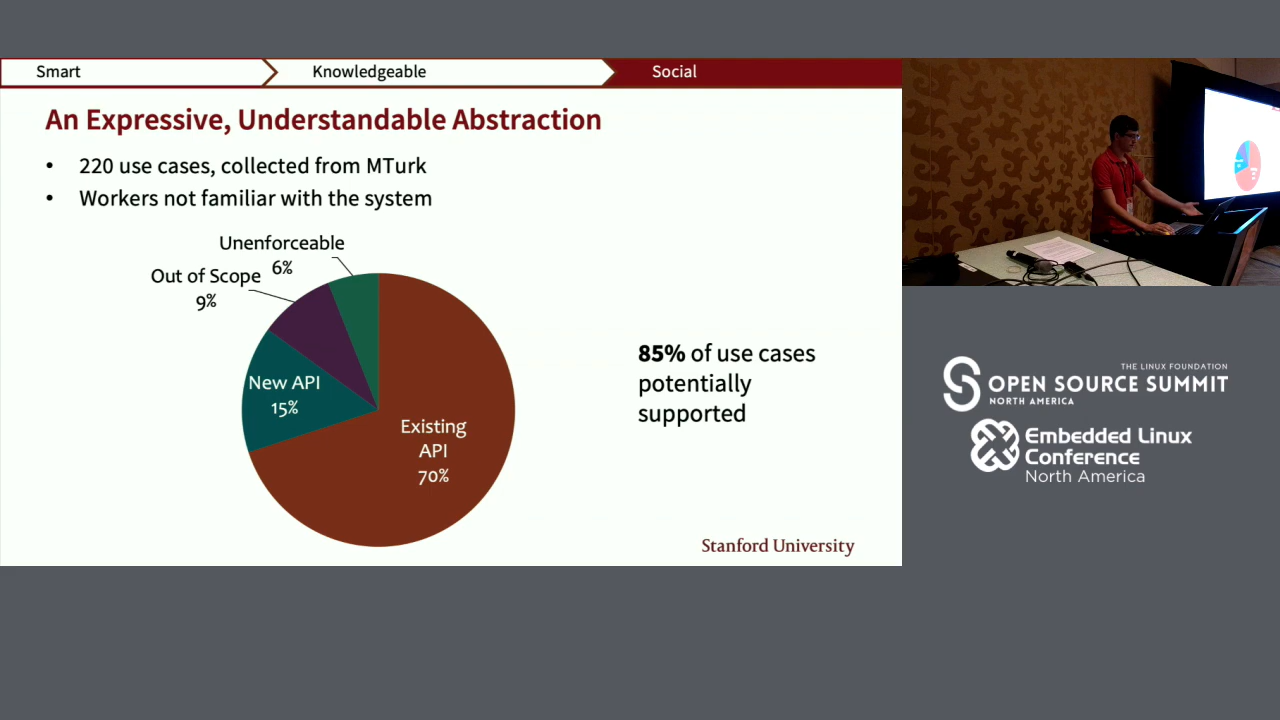 Smart
Knowledgeable
Social
An Expressive, Understandable Abstraction
• 220 use cases, collected from MTurk
• Workers not familiar with the system
Unenforceable
6%
Out of Scope
9%
New API
15%
Existing
API
70%
85% of use cases
potentially
supported
Stanford University
THE LINUX FOUNDATION
OPEN SOURCE SUMMIT
NORTH AMERICA
Embedded Linux
Conference
North America